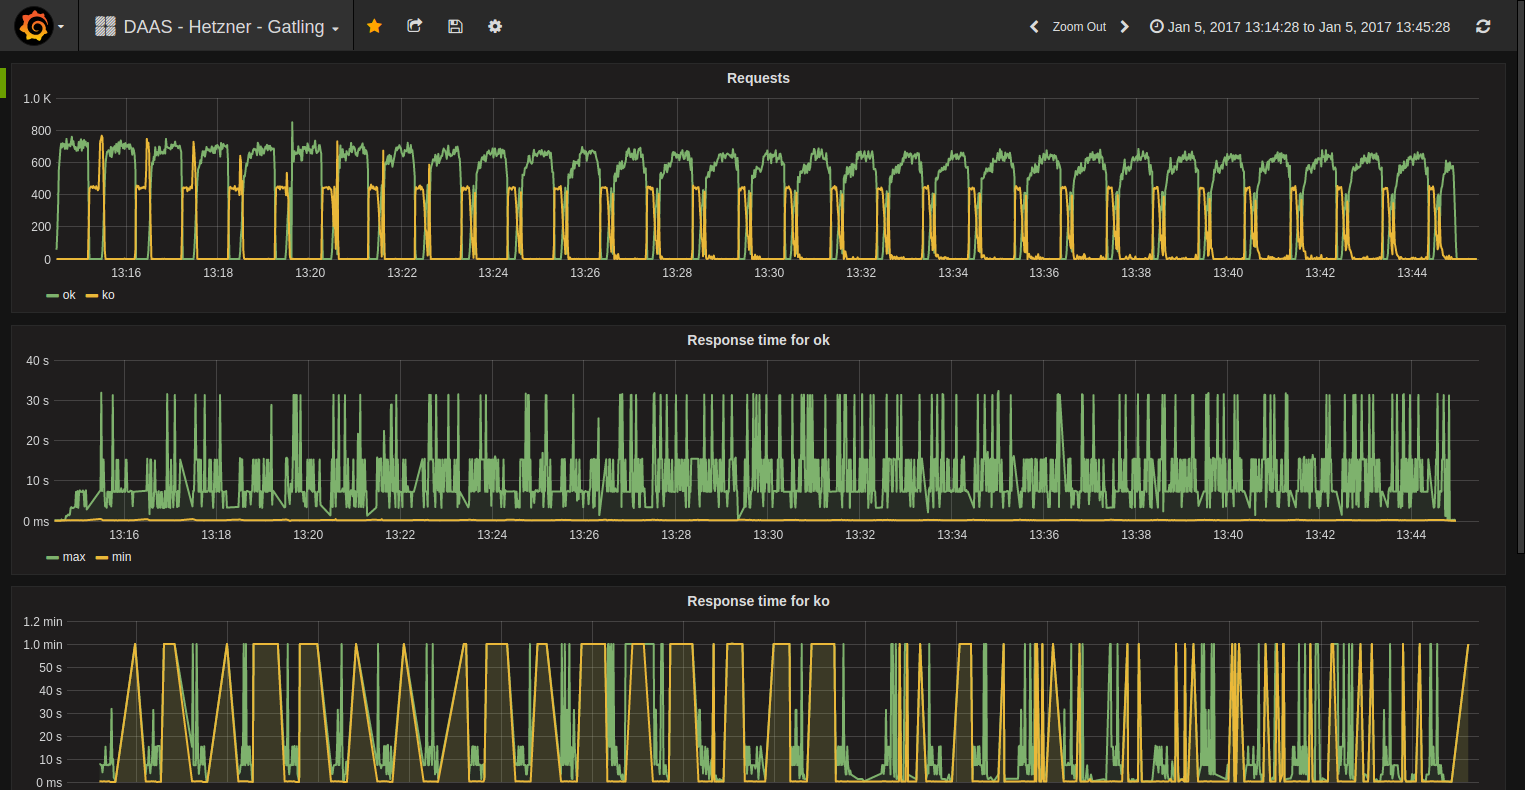 DAAS - Hetzner - Gatling
Zoom Out
Jan 5, 2017 13:14:28 to Jan 5, 2017 13:45:28
Requests
1.0 K
800
600
400
200
0
13:16 13:18 13:20 13:22 13:24 13:26 13:28 13:30 13:32 13:34 13:36 13:38 13:40 13:42 13:44
ok ko
Response time for ok
40 s
30 s
20 s
10 s
0 ms
13:16 13:18 13:20 13:22 13:24 13:26 13:28 13:30 13:32 13:34 13:36 13:38 13:40 13:42 13:44
max min
Response time for ko
1.2 min
1.0 min
50 s
40 s
30 s
20 s
10 s
0 ms